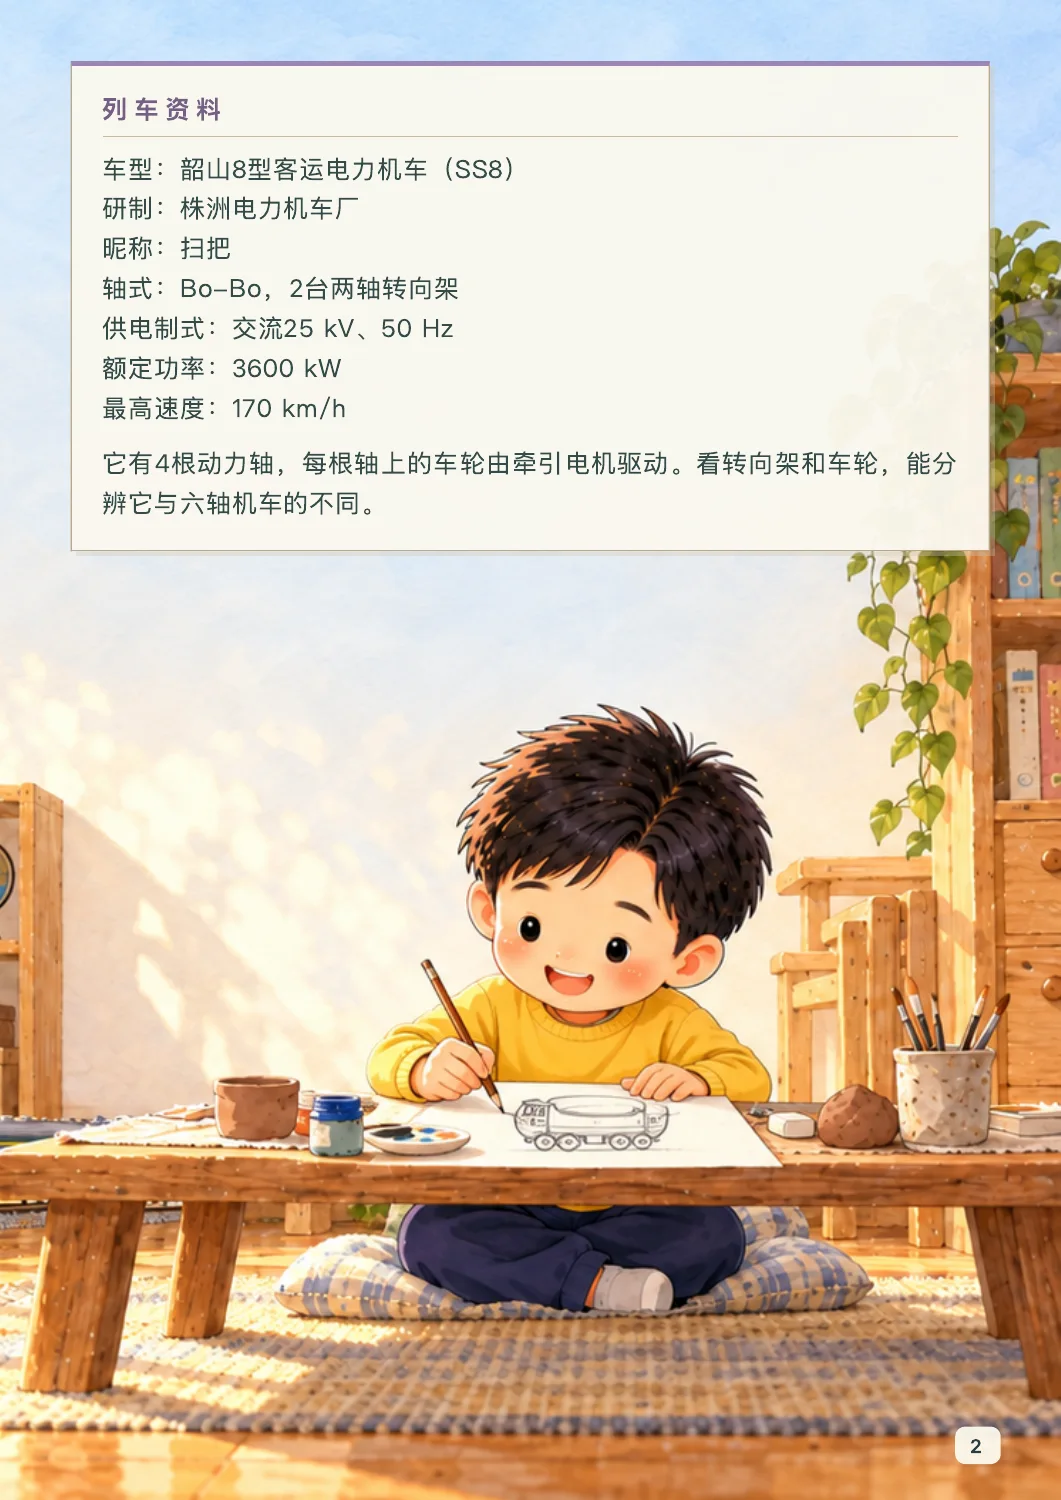 列车资料
车型：韶山8型客运电力机车（SS8）
研制：株洲电力机车厂
昵称：扫把
轴式：Bo–Bo，2台两轴转向架
供电制式：交流25 kV、50 Hz
额定功率：3600 kW
最高速度：170 km/h
它有4根动力轴，每根轴上的车轮由牵引电机驱动。看转向架和车轮，能分
辨它与六轴机车的不同。
2